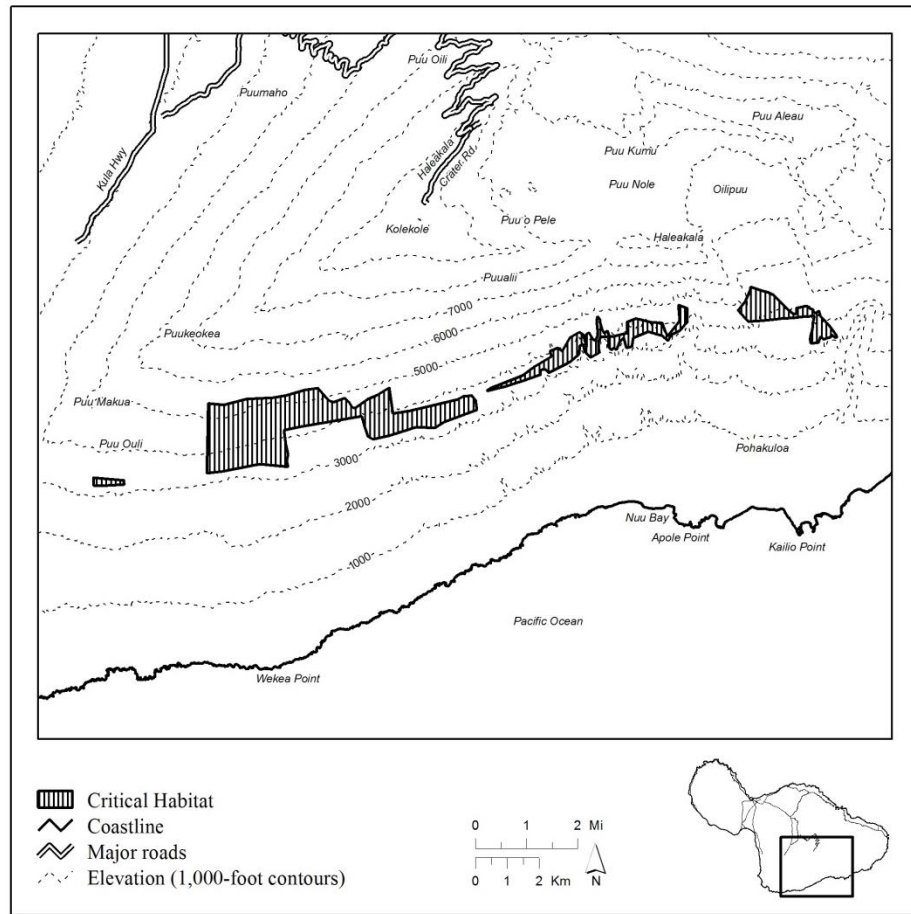 Puu Oili
Puumaho
Puu Aleau
Kula Hwy
Haleākala
Crater Rd.
Puu Kumu
Puu Nole
Oilipuu
Kolekole
Puu o Pele
Haleakala
Puualii
7000
6000
Puukeokea
5000
Puu Makua
Puu Ouli
3000
Pohakuloa
2000
Nuu Bay
Apole Point
Kailio Point
1000
Pacific Ocean
Wekea Point
Critical Habitat
Coastline
Major roads
Elevation (1,000-foot contours)
0 1 2 Mi
0 1 2 Km
N